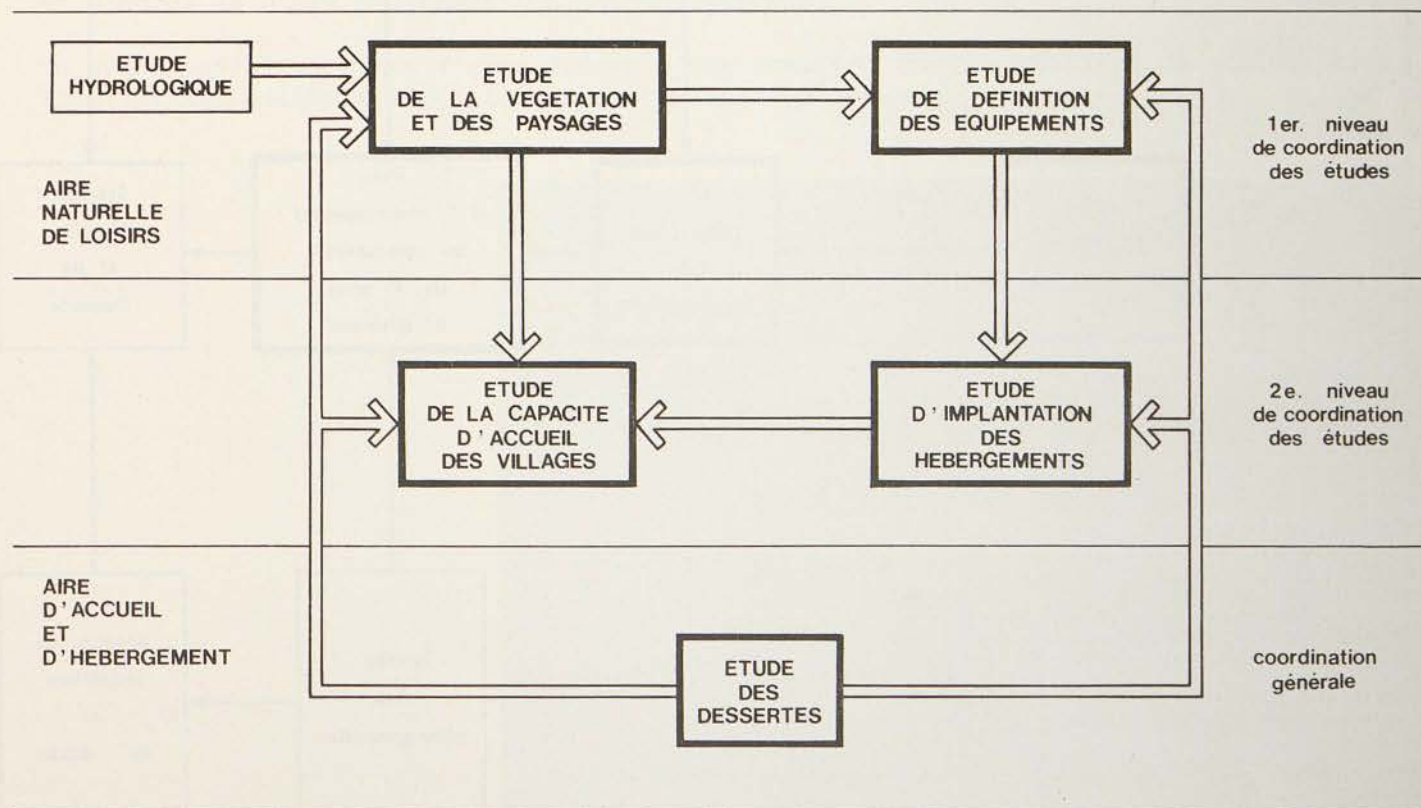 ETUDE
HYDROLOGIQUE
ETUDE
DE LA VEGETATION
ET DES PAYSAGES
ETUDE
DE DEFINITION
DES EQUIPEMENTS
1er. niveau
de coordination
des études
AIRE
NATURELLE
DE LOISIRS
ETUDE
DE LA CAPACITE
D'ACCUEIL
DES VILLAGES
ETUDE
D'IMPLANTATION
DES
HEBERGEMENTS
2e. niveau
de coordination
des études
AIRE
D'ACCUEIL
ET
D'HEBERGEMENT
ETUDE
DES
DESSERTES
coordination
générale